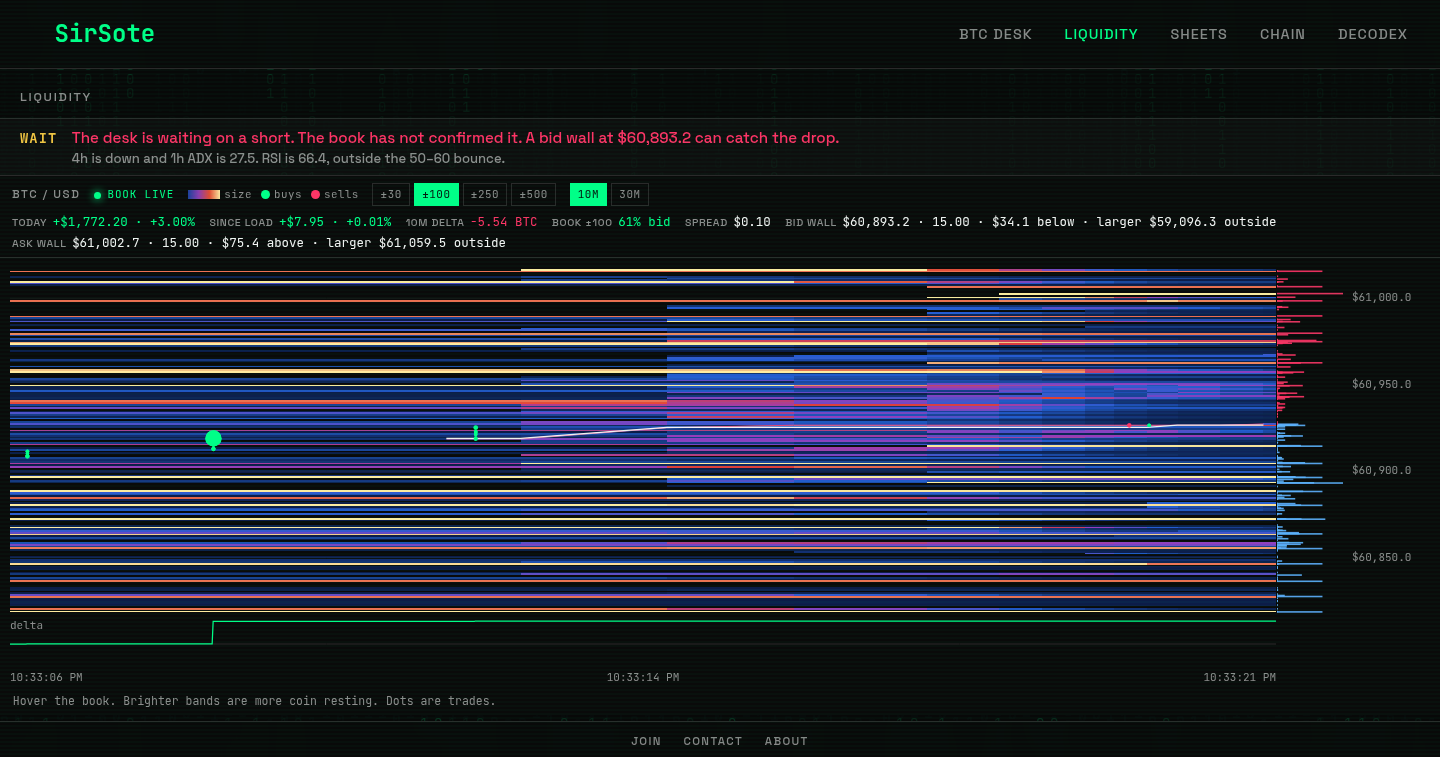 SirSote
BTC DESK LIQUIDITY SHEETS CHAIN DECODEX
LIQUIDITY
WAIT The desk is waiting on a short. The book has not confirmed it. A bid wall at $60,893.2 can catch the drop.
4h is down and 1h ADX is 27.5. RSI is 66.4, outside the 50–60 bounce.
BTC / USD BOOK LIVE size buys sells ±30 ±100 ±250 ±500 10M 30M
TODAY +$1,772.20 · +3.00% SINCE LOAD +$7.95 · +0.01% 10M DELTA -5.54 BTC BOOK ±100 61% bid SPREAD $0.10 BID WALL $60,893.2 · 15.00 · $34.1 below · larger $59,096.3 outside
ASK WALL $61,002.7 · 15.00 · $75.4 above · larger $61,059.5 outside
$61,000.0
$60,950.0
$60,900.0
$60,850.0
delta
10:33:06 PM 10:33:14 PM 10:33:21 PM
Hover the book. Brighter bands are more coin resting. Dots are trades.
JOIN CONTACT ABOUT